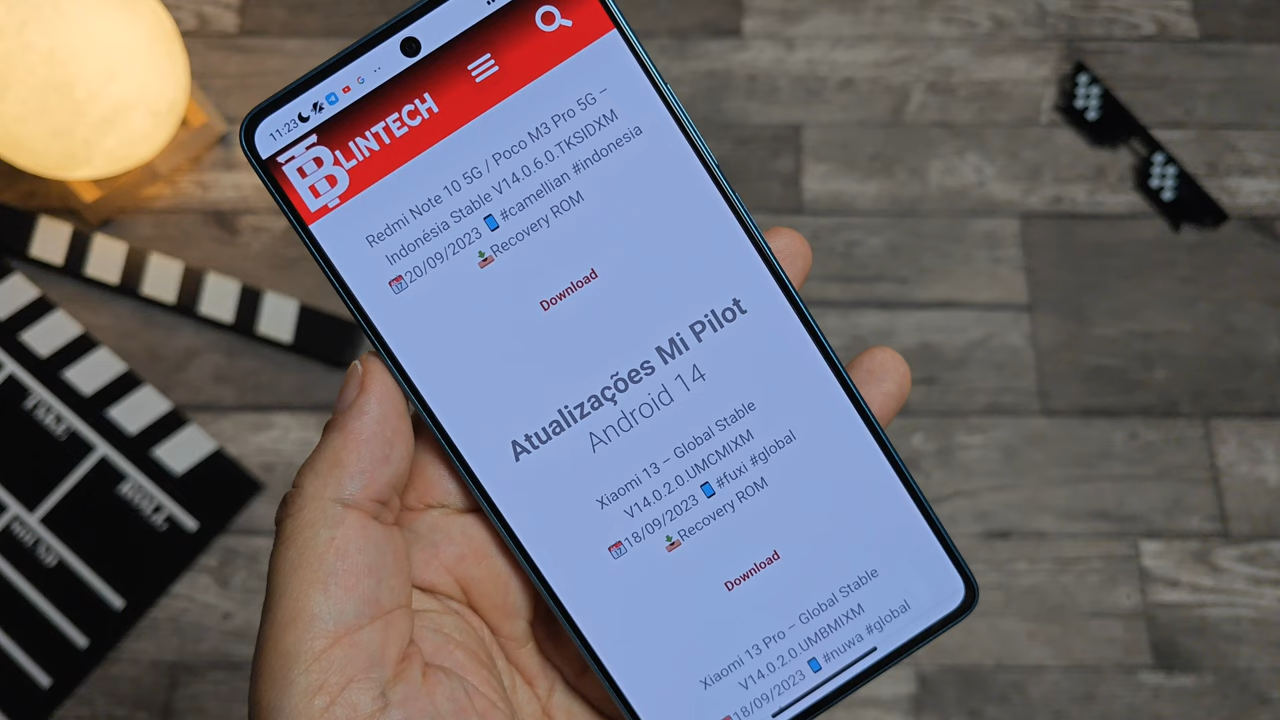 11:23
BLINTECH
Redmi Note 10 5G / Poco M3 Pro 5G –
Indonésia Stable V14.0.6.0.TKSIDXM
20/09/2023 #camellian #indonesia
Recovery ROM
Download
Atualizações Mi Pilot
Android 14
Xiaomi 13 – Global Stable
V14.0.2.0.UMCMIXM
18/09/2023 #fuxi #global
Recovery ROM
Download
Xiaomi 13 Pro – Global Stable
V14.0.2.0.UMBMIXM
18/09/2023 #nuwa #global
TAKE
ROLL